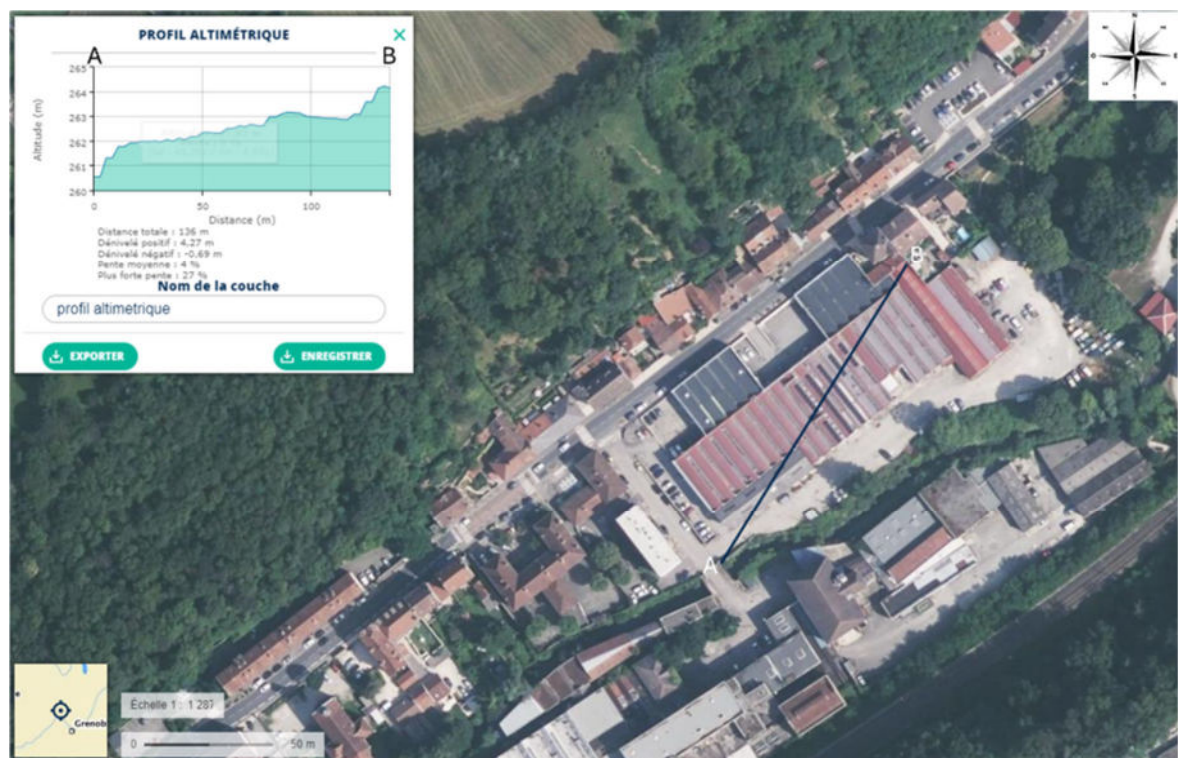 PROFIL ALTIMÉTRIQUE
A
B
265
264
263
262
261
260
Altitude (m)
0
50
100
Distance (m)
Distance totale : 136 m
Dénivelé positif : 4,27 m
Dénivelé négatif : -0,69 m
Pente moyenne : 4 %
Plus forte pente : 27 %
Nom de la couche
profil altimetrique
EXPORTER
ENREGISTRER
N
E
S
O
B
A
Grenob
Échelle 1 : 1 287
0
50 m